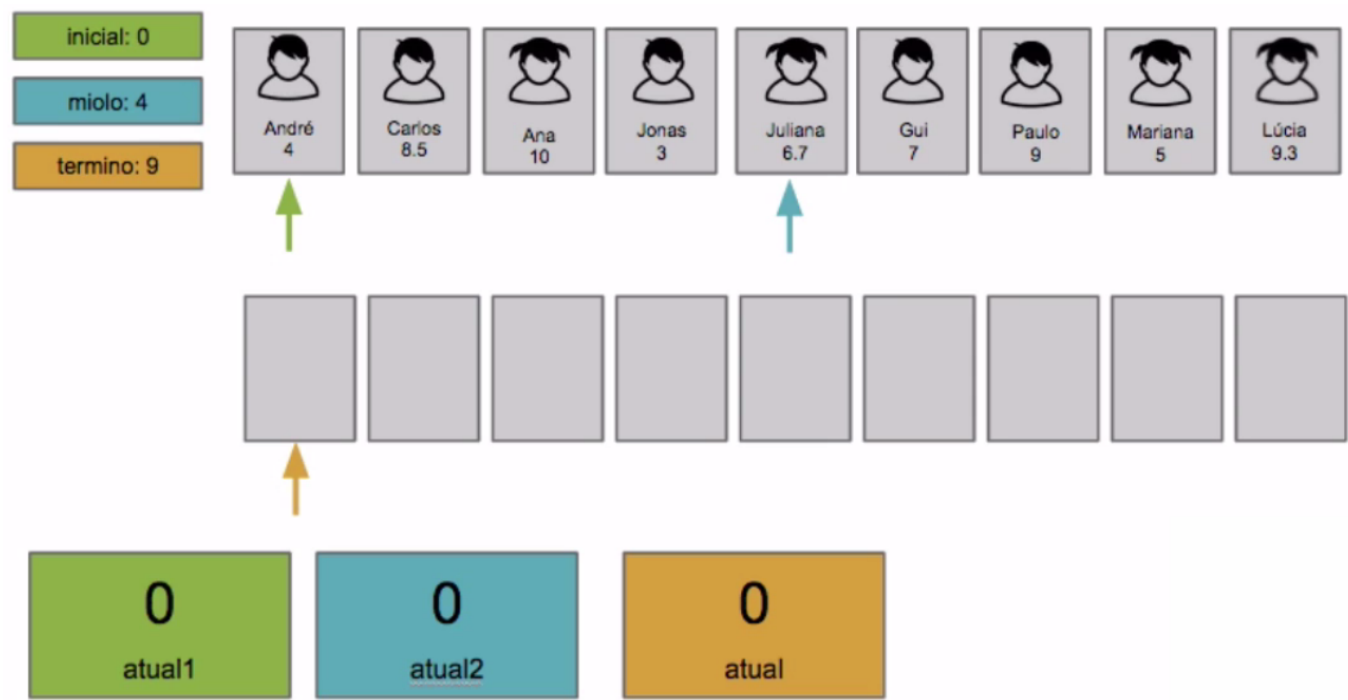 inicial: 0
miolo: 4
termino: 9
André
4
Carlos
8.5
Ana
10
Jonas
3
Juliana
6.7
Gui
7
Paulo
9
Mariana
5
Lúcia
9.3
0
atual1
0
atual2
0
atual